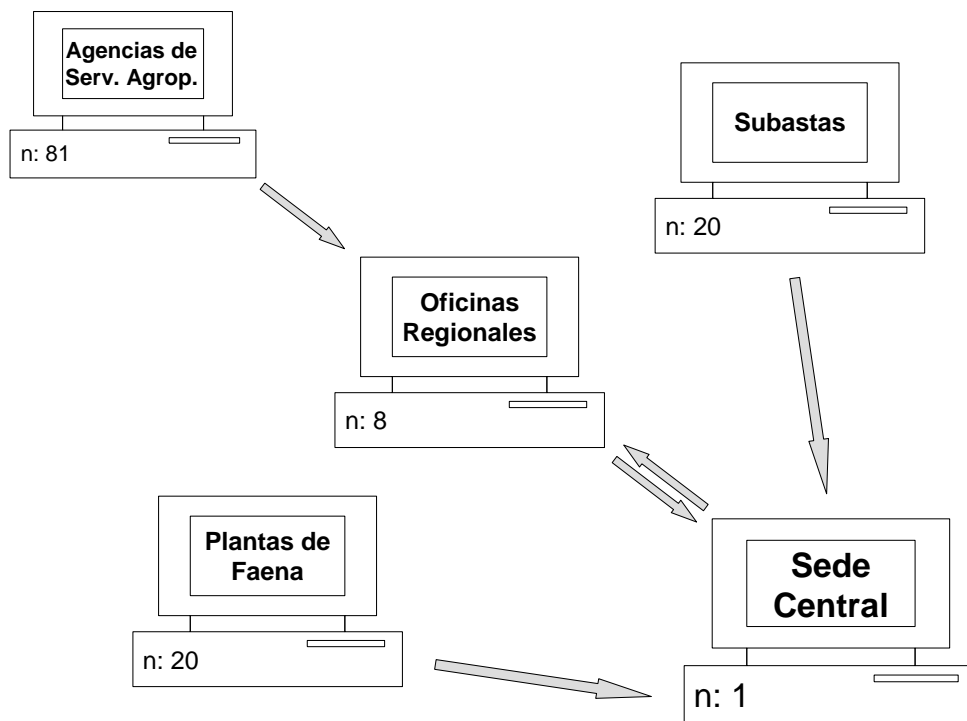 Agencias de
Serv. Agrop.
n: 81
Subastas
n: 20
Oficinas
Regionales
n: 8
Plantas de
Faena
n: 20
Sede
Central
n: 1